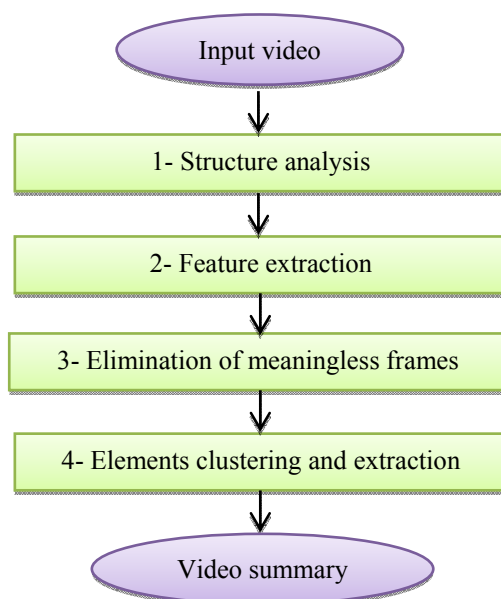 Input video
1- Structure analysis
2- Feature extraction
3- Elimination of meaningless frames
4- Elements clustering and extraction
Video summary